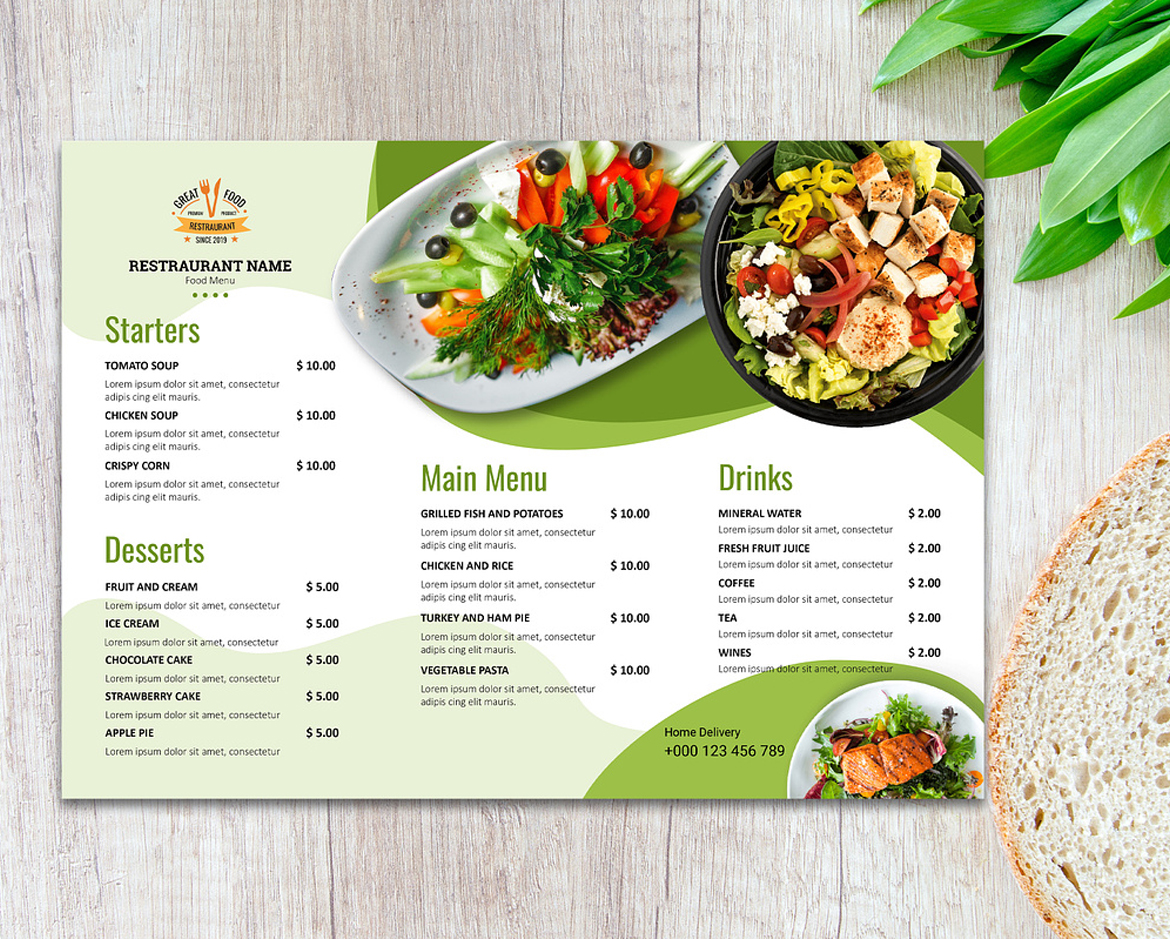 GREAT FOOD
PREMIUM PRODUCT
RESTRAURANT
SINCE 2019
RESTRAURANT NAME
Food Menu
Starters
TOMATO SOUP $ 10.00
Lorem ipsum dolor sit amet, consectetur
adipis cing elit mauris.
CHICKEN SOUP $ 10.00
Lorem ipsum dolor sit amet, consectetur
adipis cing elit mauris.
CRISPY CORN $ 10.00
Lorem ipsum dolor sit amet, consectetur
adipis cing elit mauris.
Desserts
FRUIT AND CREAM $ 5.00
Lorem ipsum dolor sit amet, consectetur
ICE CREAM $ 5.00
Lorem ipsum dolor sit amet, consectetur
CHOCOLATE CAKE $ 5.00
Lorem ipsum dolor sit amet, consectetur
STRAWBERRY CAKE $ 5.00
Lorem ipsum dolor sit amet, consectetur
APPLE PIE $ 5.00
Lorem ipsum dolor sit amet, consectetur
Main Menu
GRILLED FISH AND POTATOES $ 10.00
Lorem ipsum dolor sit amet, consectetur
adipis cing elit mauris.
CHICKEN AND RICE $ 10.00
Lorem ipsum dolor sit amet, consectetur
adipis cing elit mauris.
TURKEY AND HAM PIE $ 10.00
Lorem ipsum dolor sit amet, consectetur
adipis cing elit mauris.
VEGETABLE PASTA $ 10.00
Lorem ipsum dolor sit amet, consectetur
adipis cing elit mauris.
Drinks
MINERAL WATER $ 2.00
Lorem ipsum dolor sit amet, consectetur
FRESH FRUIT JUICE $ 2.00
Lorem ipsum dolor sit amet, consectetur
COFFEE $ 2.00
Lorem ipsum dolor sit amet, consectetur
TEA $ 2.00
Lorem ipsum dolor sit amet, consectetur
WINES $ 2.00
Lorem ipsum dolor sit amet, consectetur
Home Delivery
+000 123 456 789